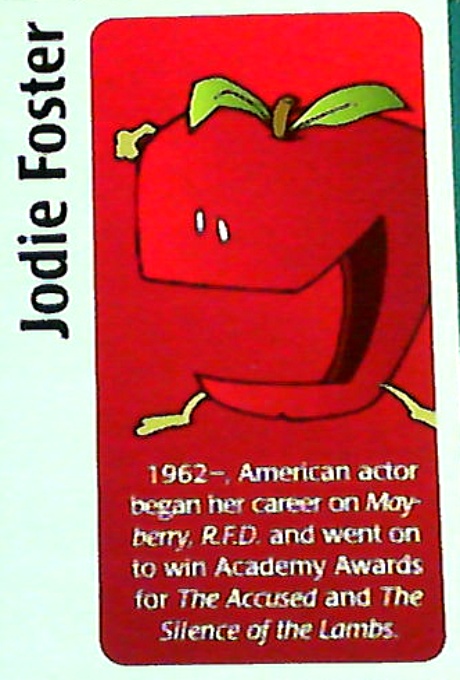 Jodie Foster
1962–, American actor
began her career on May-
berry, R.F.D. and went on
to win Academy Awards
for The Accused and The
Silence of the Lambs.